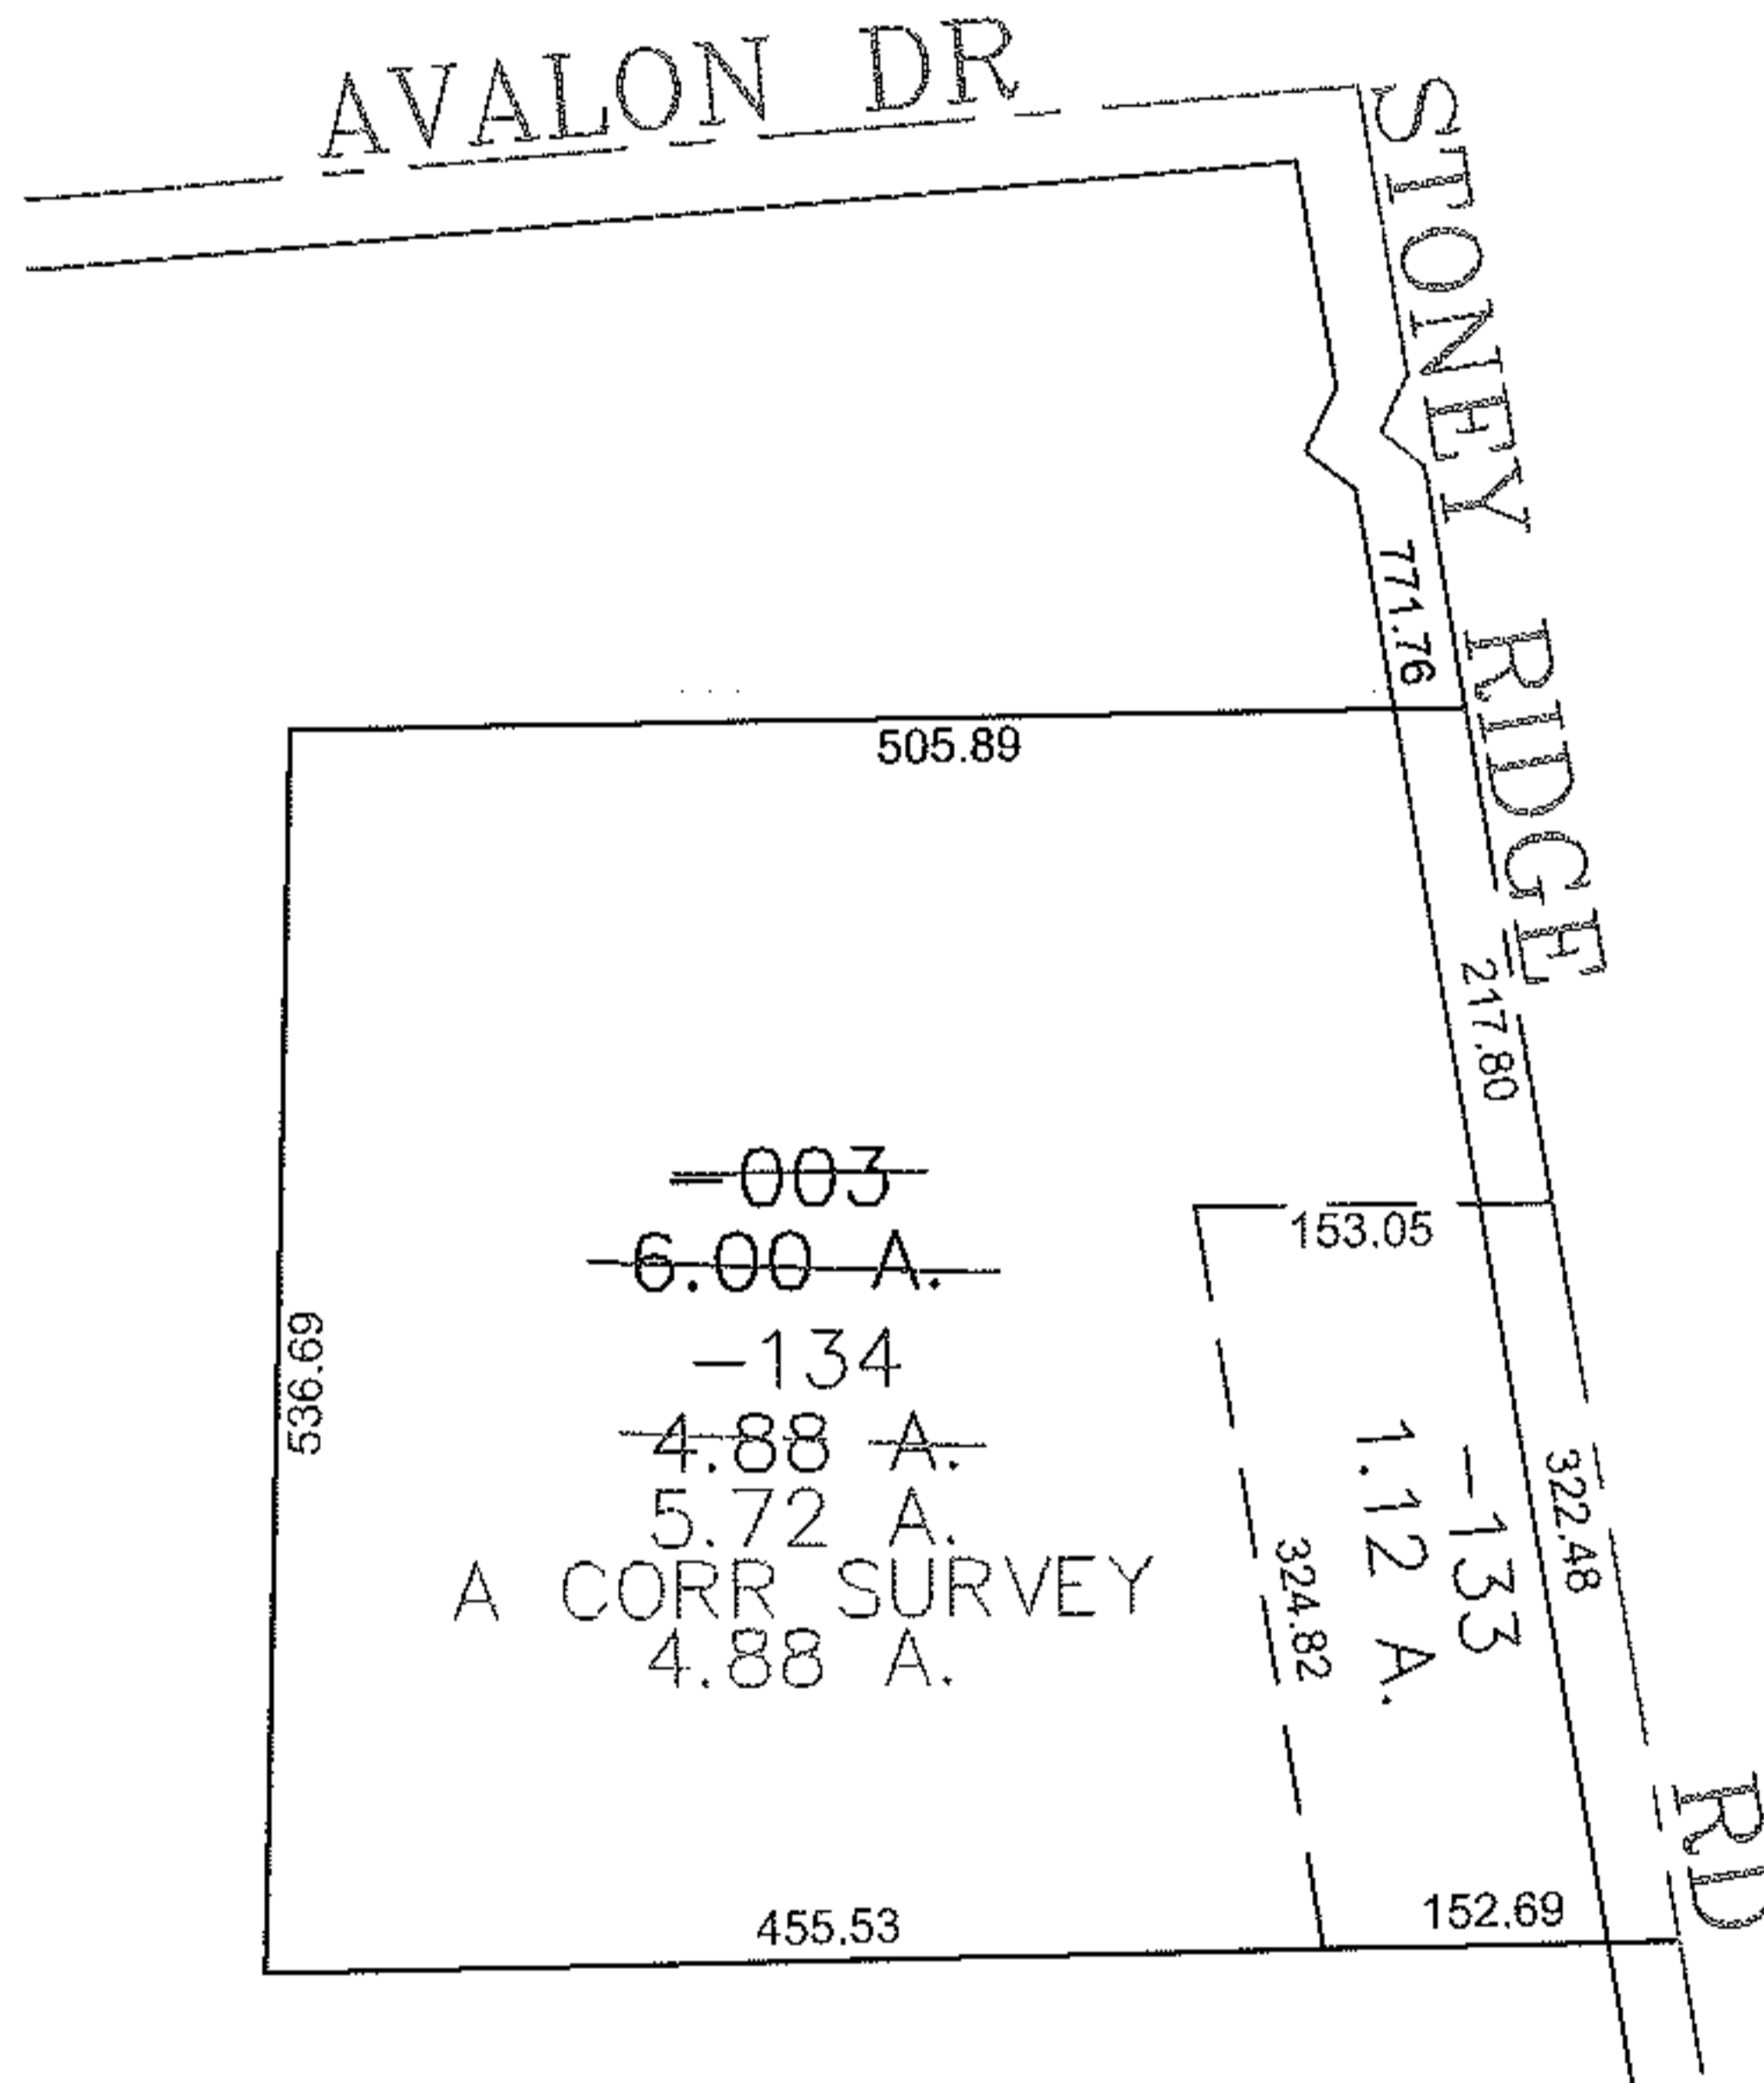 AVALON DR
STONEY RIDGE RD
771.76
505.89
217.80
153.05
-003
6.00 A.
536.69
-134
4.88 A.
5.72 A.
A CORR SURVEY
4.88 A.
-133
1.12 A.
322.48
324.82
455.53
152.69